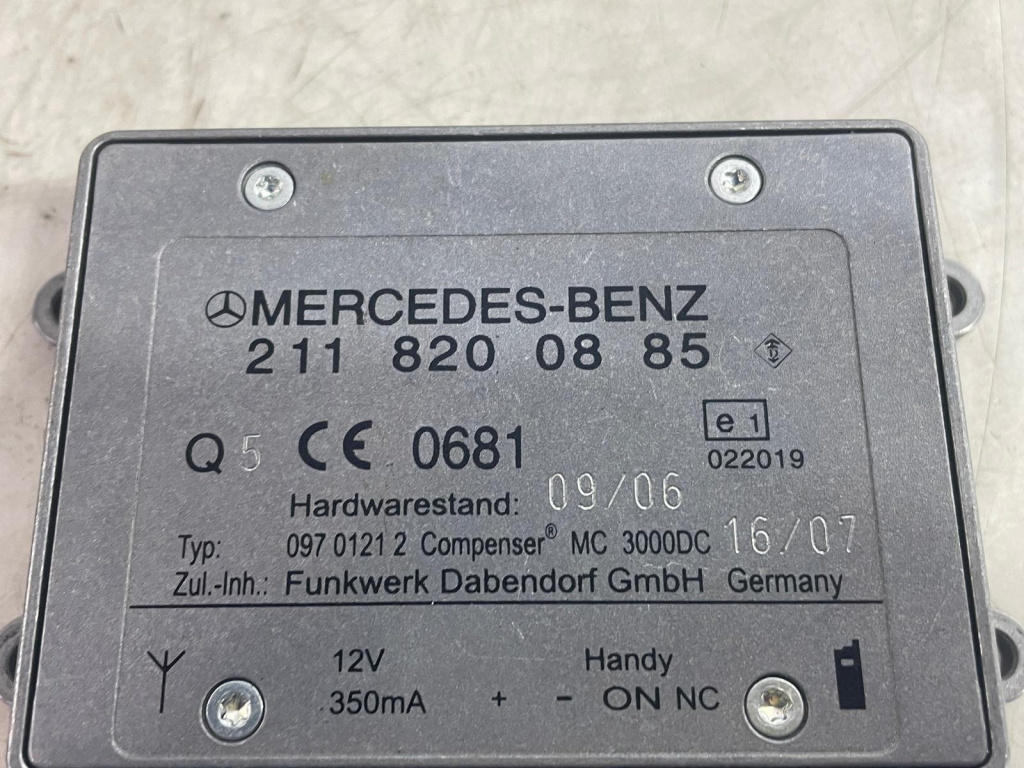 MERCEDES-BENZ
211 820 08 85
Q 5 CE 0681 e 1
022019
Hardwarestand: 09/06
Typ: 097 0121 2 Compenser® MC 3000DC 16/07
Zul.-Inh.: Funkwerk Dabendorf GmbH Germany
12V Handy
350mA + - ON NC